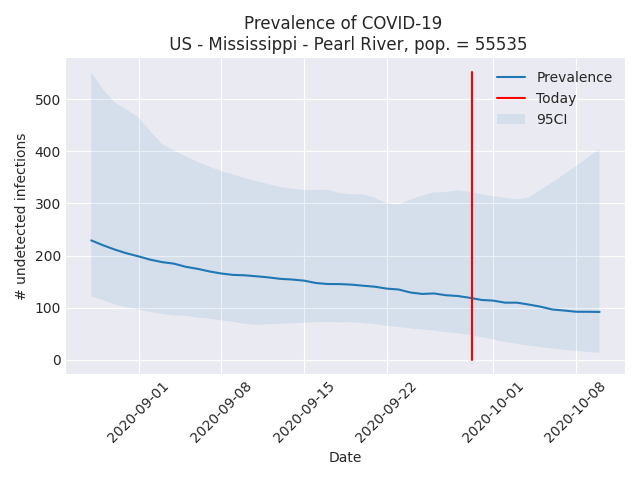 Prevalence of COVID-19
US - Mississippi - Pearl River, pop. = 55535
Prevalence
Today
95CI
# undetected infections
500
400
300
200
100
0
2020-09-01
2020-09-08
2020-09-15
2020-09-22
2020-10-01
2020-10-08
Date